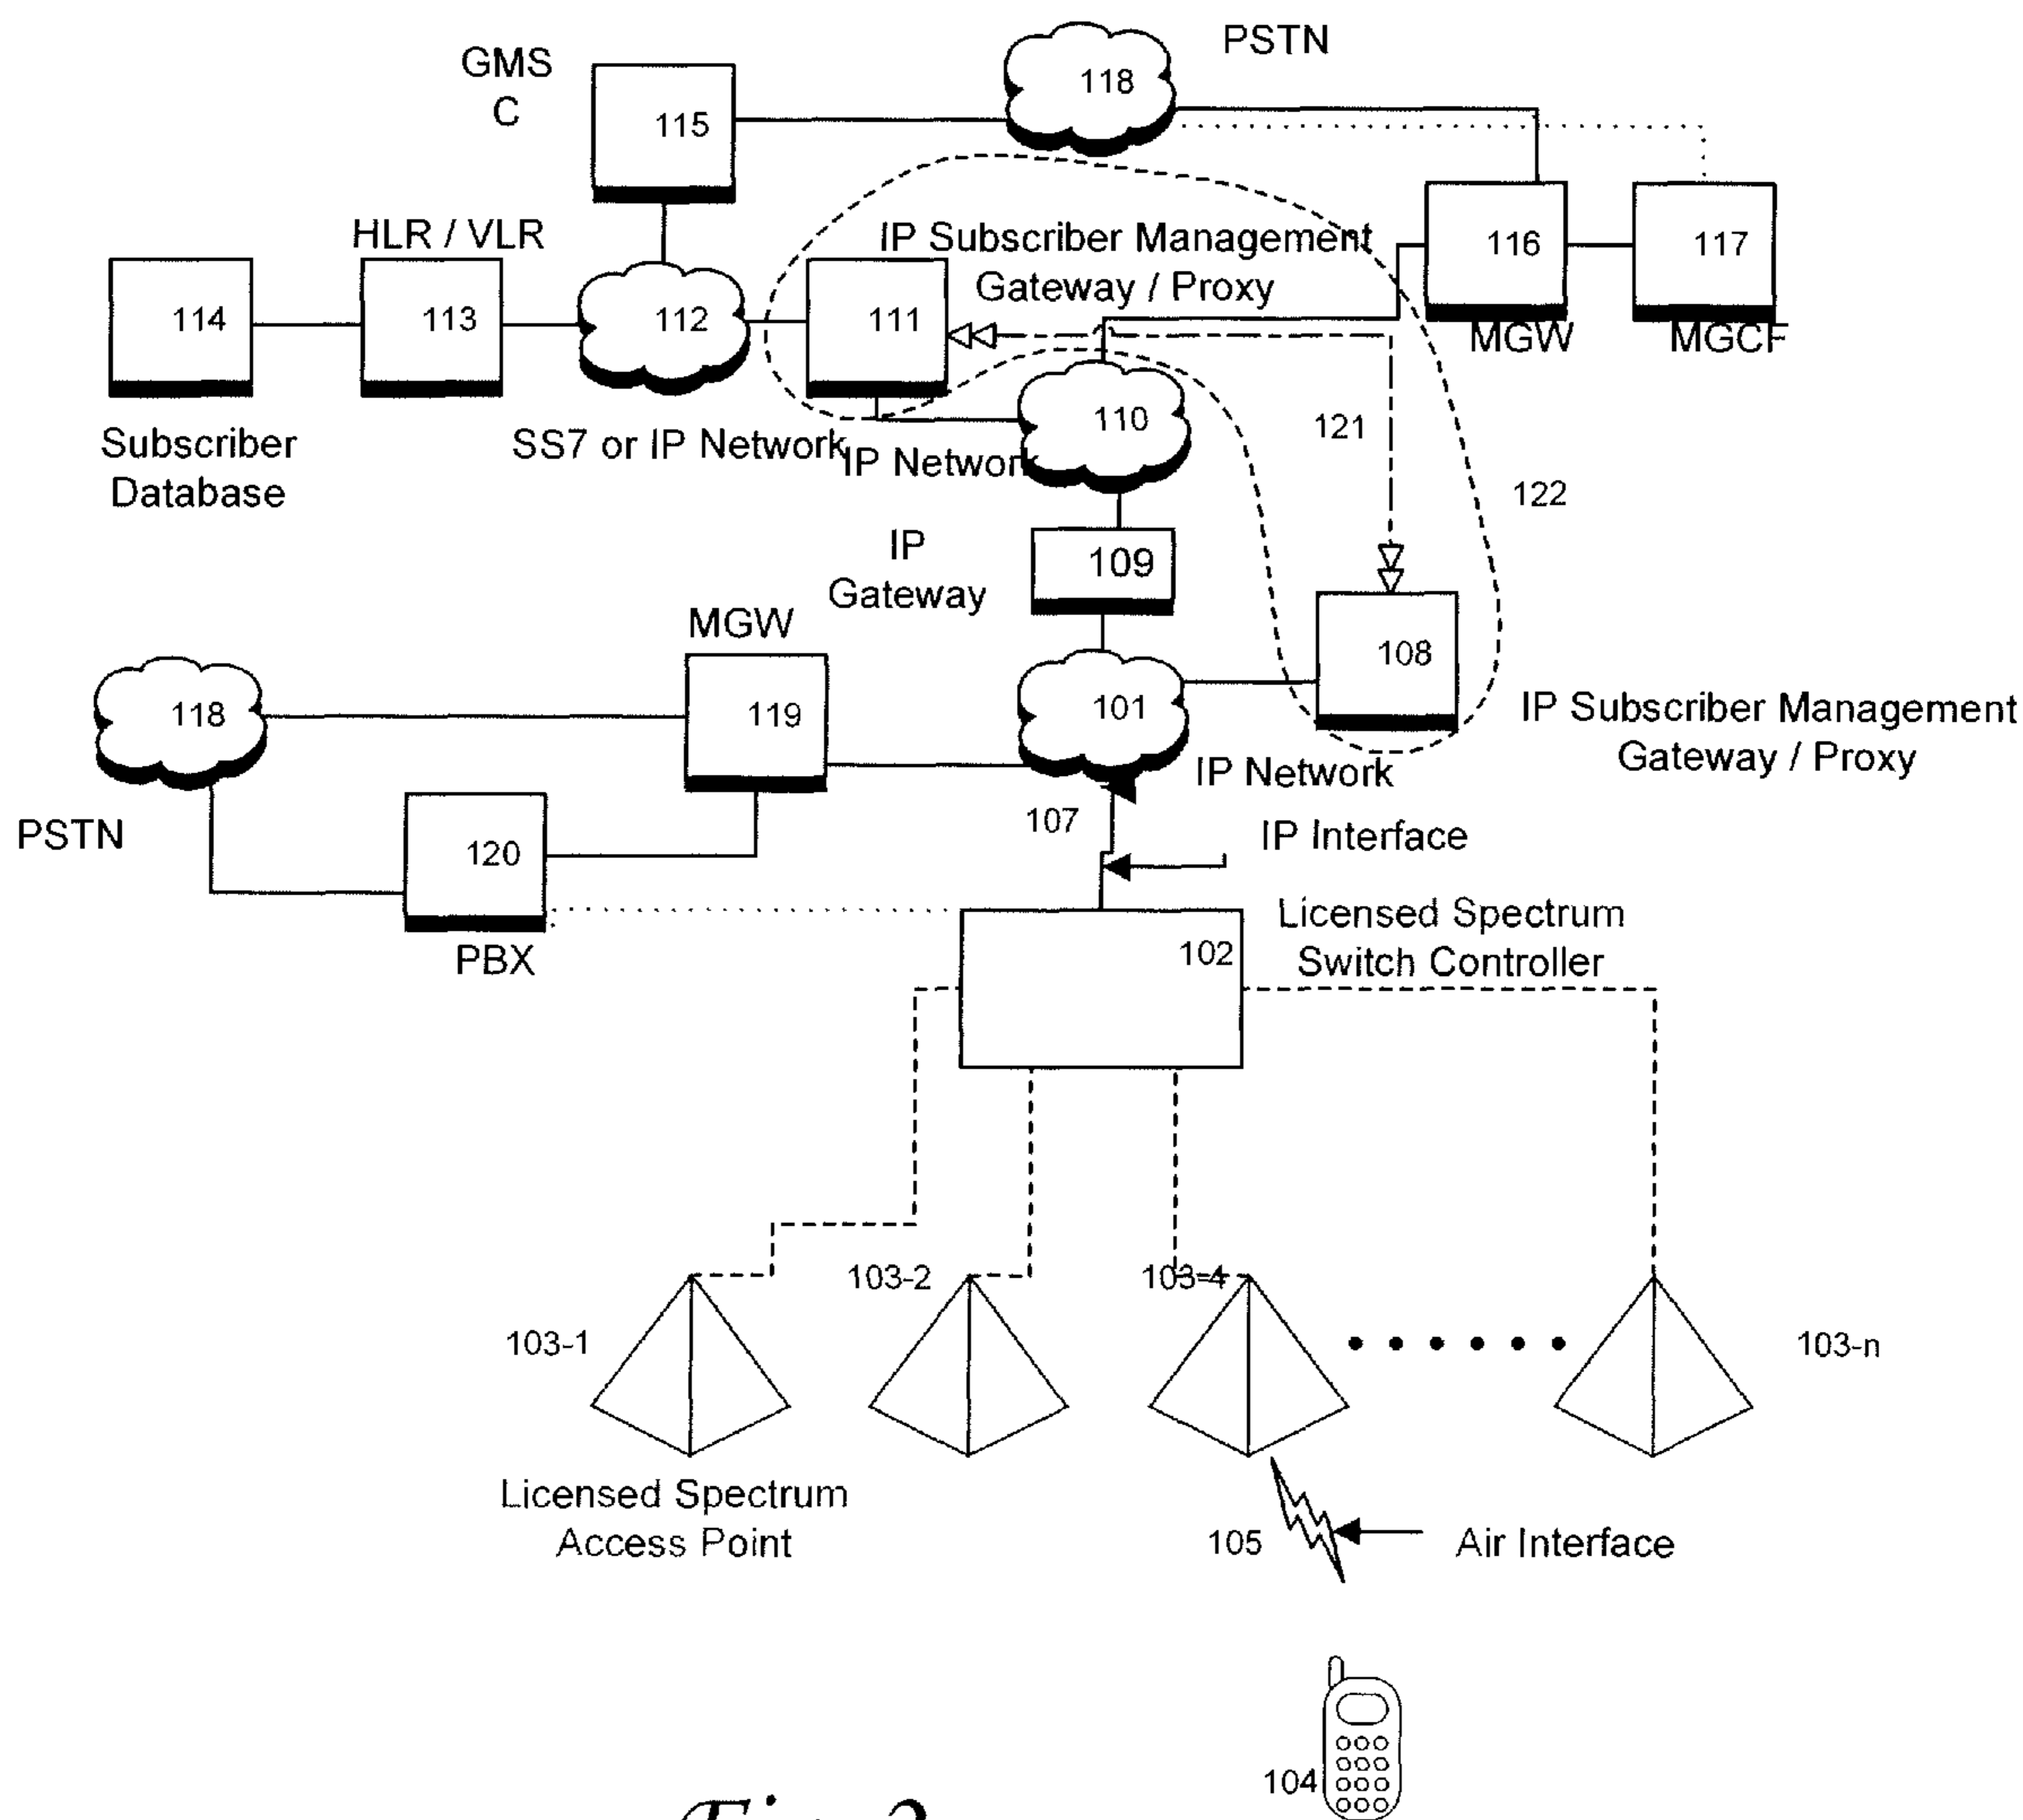 PSTN
118
GMS
C
115
HLR / VLR
IP Subscriber Management
Gateway / Proxy
116
117
114
113
112
111
MGW
MGCF
110
121
Subscriber
Database
SS7 or IP Network
IP Network
122
IP
Gateway
109
MGW
108
118
119
101
IP Subscriber Management
Gateway / Proxy
IP Network
107
PSTN
IP Interface
120
PBX
Licensed Spectrum
Switch Controller
102
103-2
103-4
103-1
103-n
Licensed Spectrum
Access Point
105
Air Interface
104